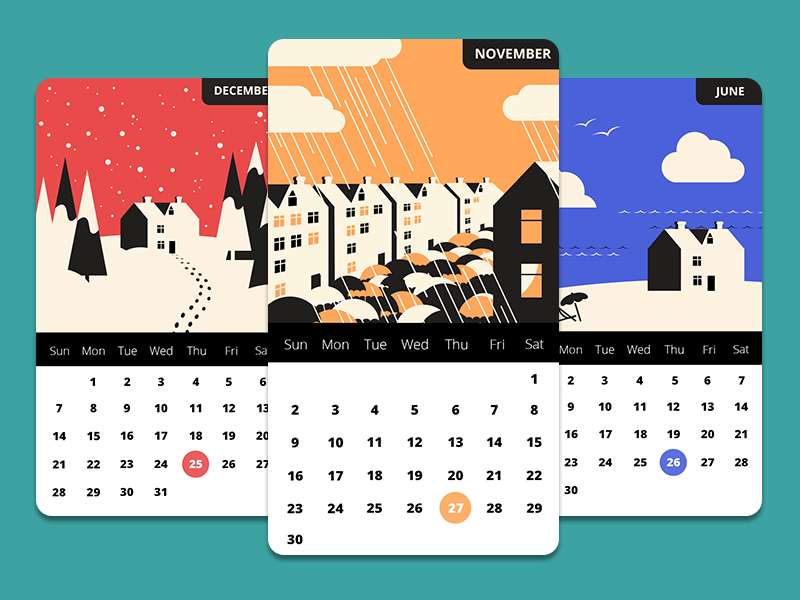 DECEMBE
Sun Mon Tue Wed Thu Fri Sa
1 2 3 4 5 6
7 8 9 10 11 12 13
14 15 16 17 18 19 20
21 22 23 24 25 26 27
28 29 30 31
NOVEMBER
Sun Mon Tue Wed Thu Fri Sat
1
2 3 4 5 6 7 8
9 10 11 12 13 14 15
16 17 18 19 20 21 22
23 24 25 26 27 28 29
30
JUNE
Mon Tue Wed Thu Fri Sat
2 3 4 5 6 7
9 10 11 12 13 14
16 17 18 19 20 21
23 24 25 26 27 28
30